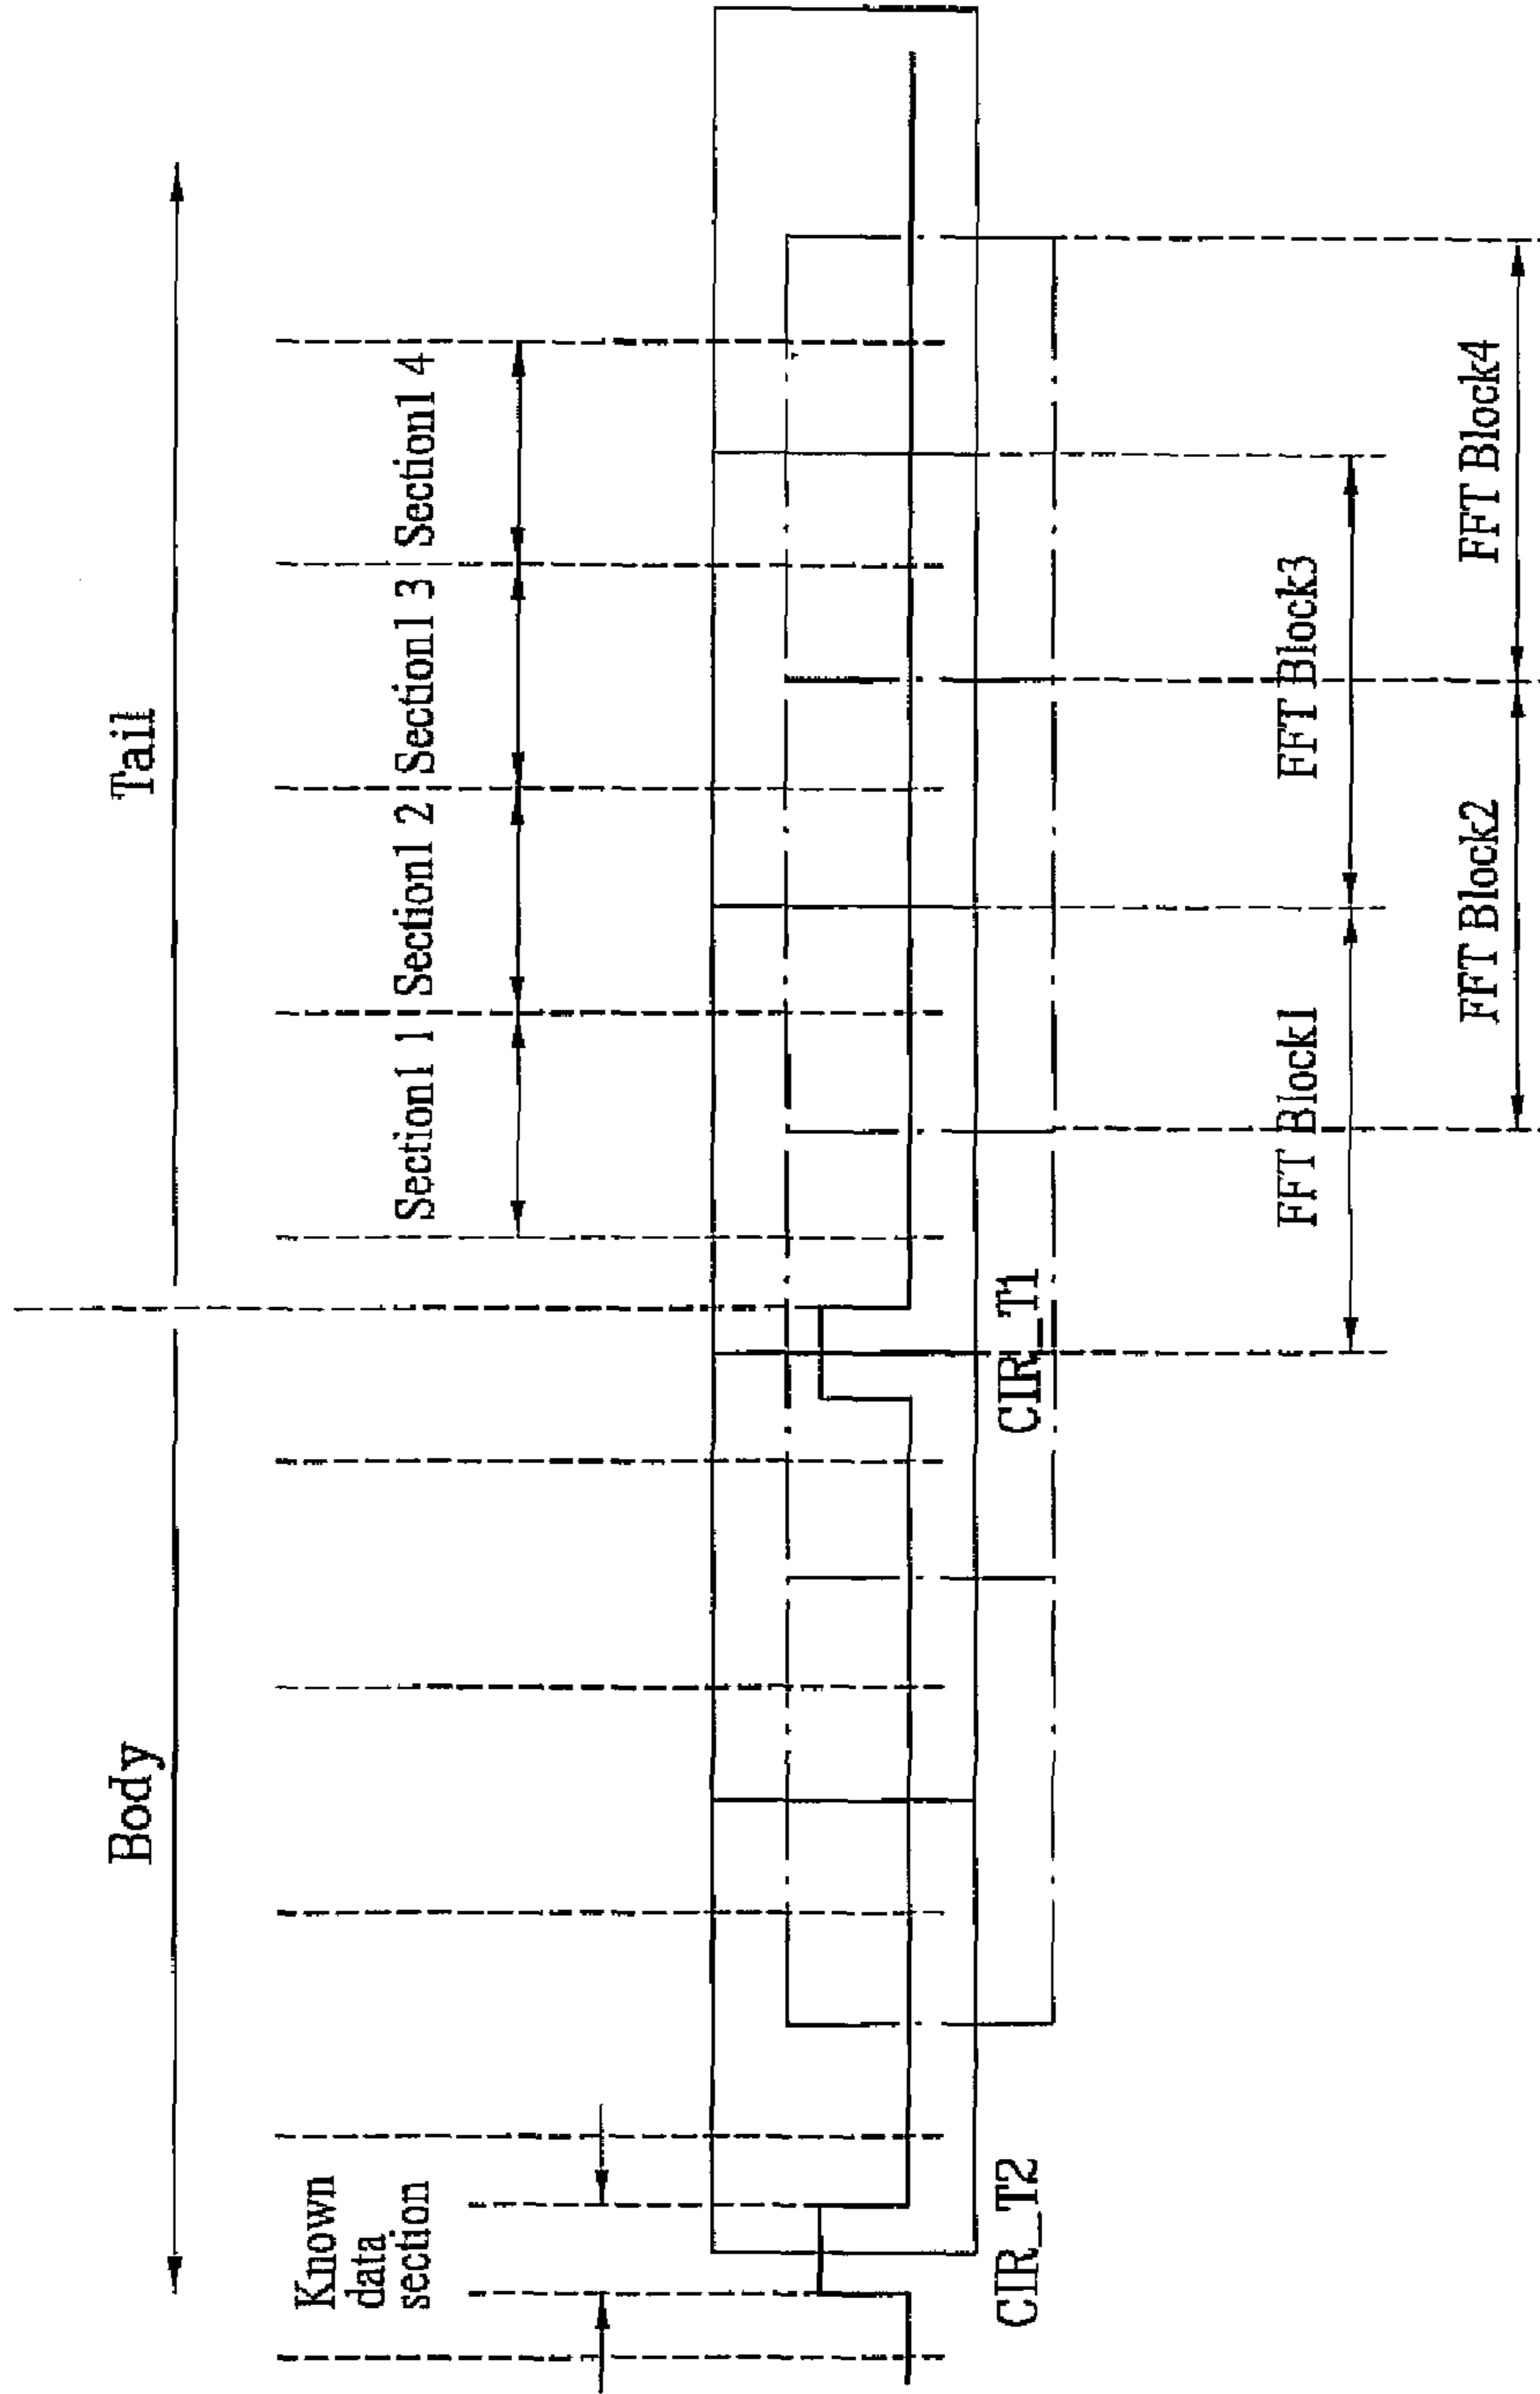 Body
Tail
Known
data
section
Section1 1
Section1 2
Section1 3
Section1 4
CIR_T2
CIR_T1
FFT Block1
FFT Block3
FFT Block2
FFT Block4